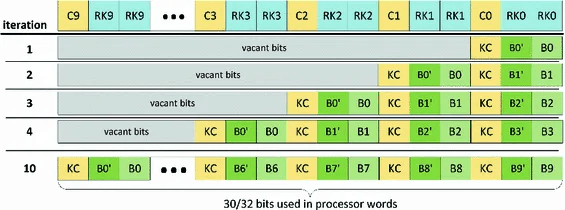 iteration C9 RK9 RK9 ••• C3 RK3 RK3 C2 RK2 RK2 C1 RK1 RK1 C0 RK0 RK0
1 vacant bits KC B0' B0
2 vacant bits KC B0' B0 KC B1' B1
3 vacant bits KC B0' B0 KC B1' B1 KC B2' B2
4 vacant bits KC B0' B0 KC B1' B1 KC B2' B2 KC B3' B3
10 KC B0' B0 ••• KC B6' B6 KC B7' B7 KC B8' B8 KC B9' B9
30/32 bits used in processor words